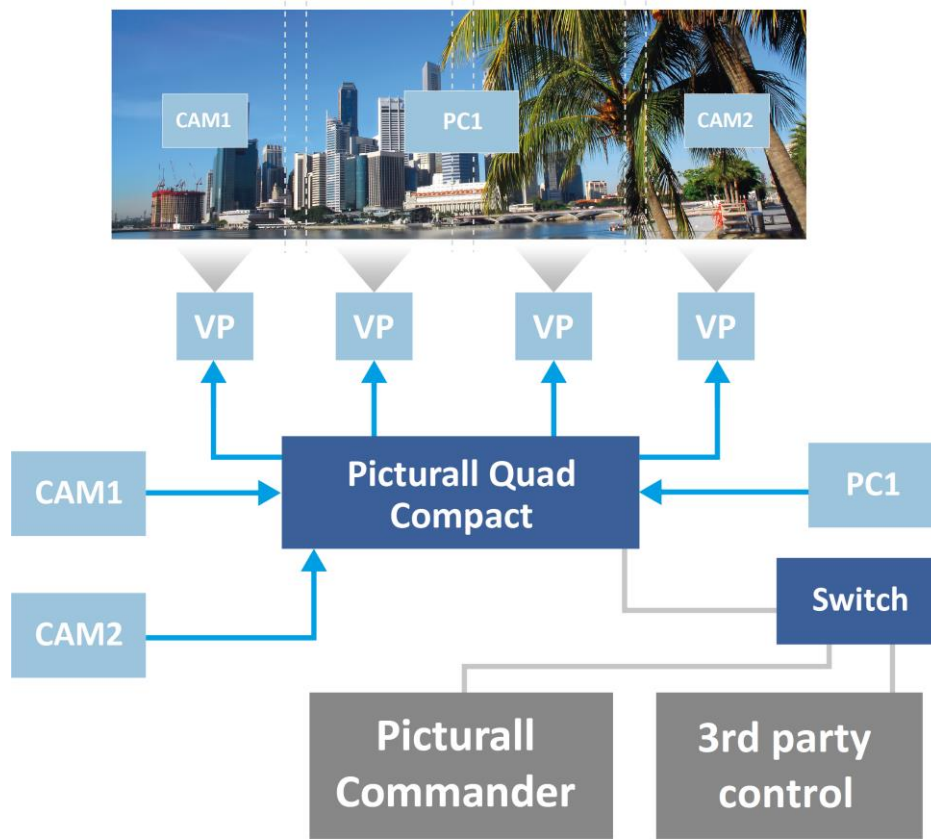 CAM1
PC1
CAM2
VP
VP
VP
VP
Picturall Quad
Compact
CAM1
PC1
CAM2
Switch
Picturall
Commander
3rd party
control